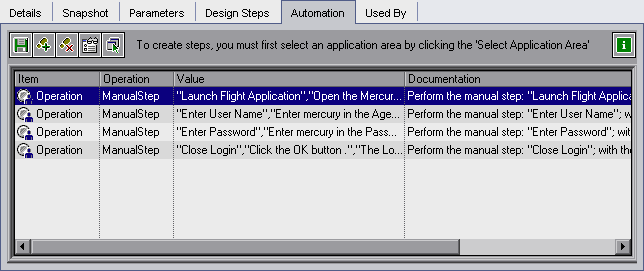 Details Snapshot Parameters Design Steps Automation Used By
To create steps, you must first select an application area by clicking the 'Select Application Area'
Item Operation Value Documentation
Operation ManualStep "Launch Flight Application","Open the Mercur... Perform the manual step: "Launch Flight Applica
Operation ManualStep "Enter User Name","Enter mercury in the Age... Perform the manual step: "Enter User Name"; w
Operation ManualStep "Enter Password","Enter mercury in the Pass... Perform the manual step: "Enter Password"; wit
Operation ManualStep "Close Login","Click the OK button .","The Lo... Perform the manual step: "Close Login"; with the